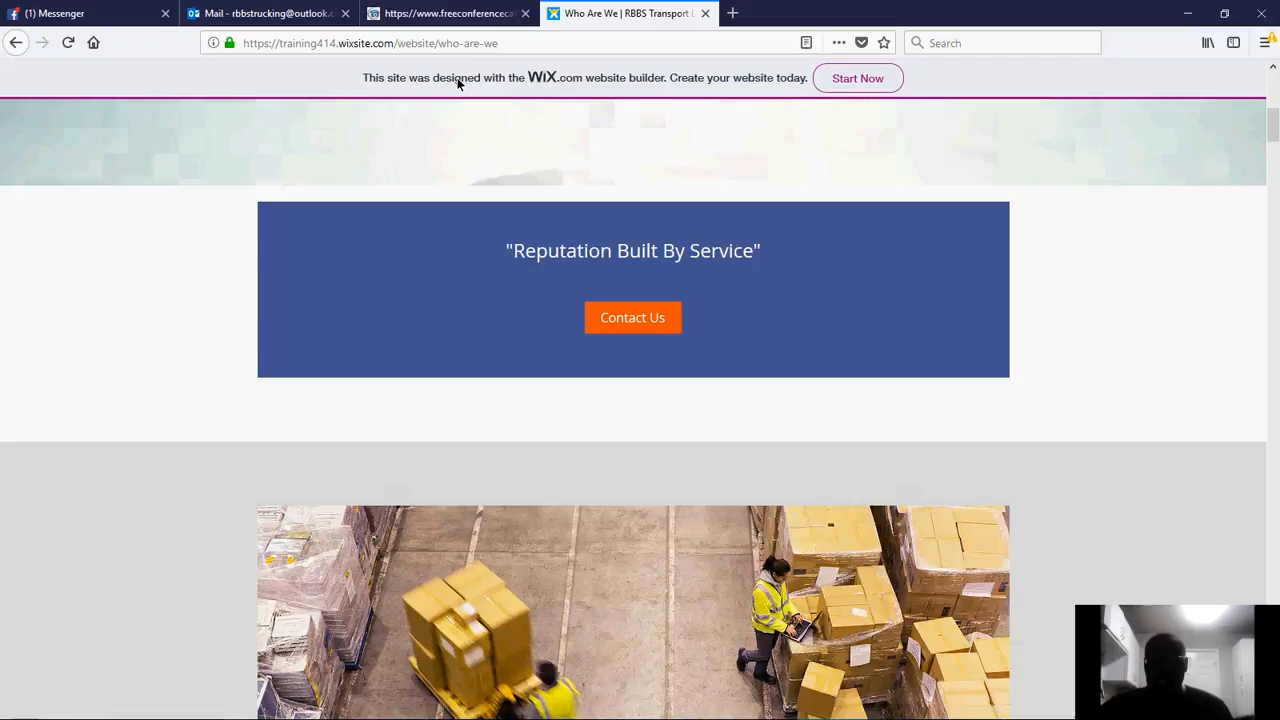 (1) Messenger
Mail - rbbstrucking@outlook.c
https://www.freeconferenceca
Who Are We | RBBS Transport L
https://training414.wixsite.com/website/who-are-we
Search
This site was designed with the WiX.com website builder. Create your website today.
Start Now
"Reputation Built By Service"
Contact Us